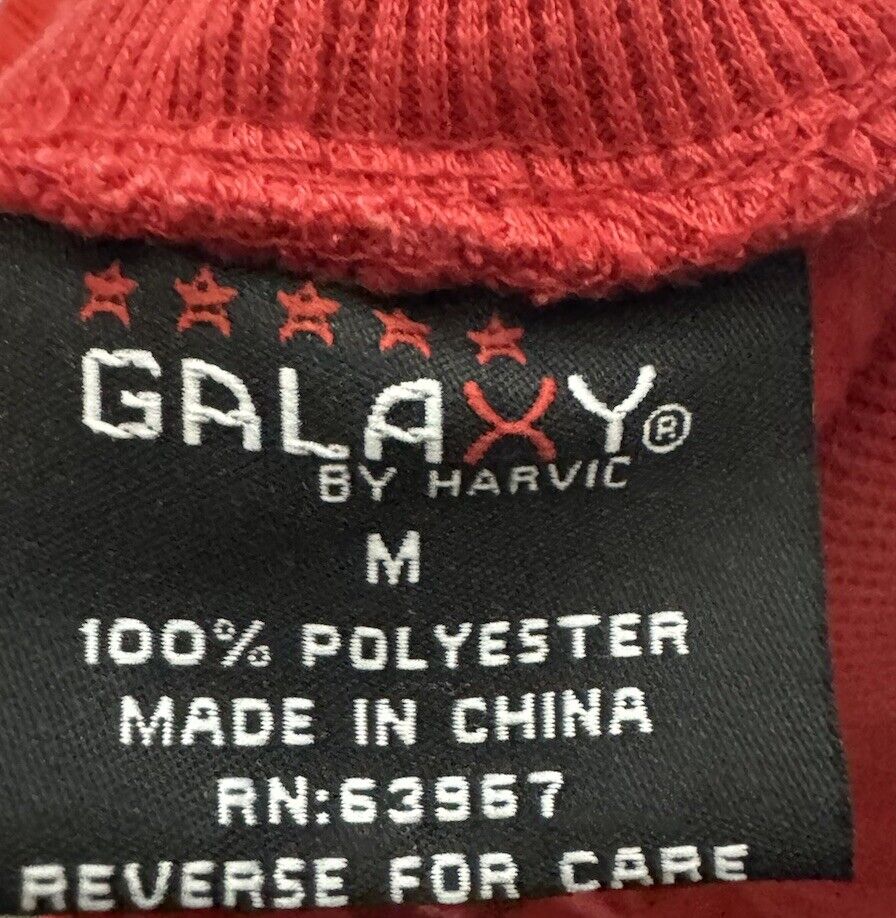 GALAXY®
BY HARVIC
M
100% POLYESTER
MADE IN CHINA
RN:63967
REVERSE FOR CARE